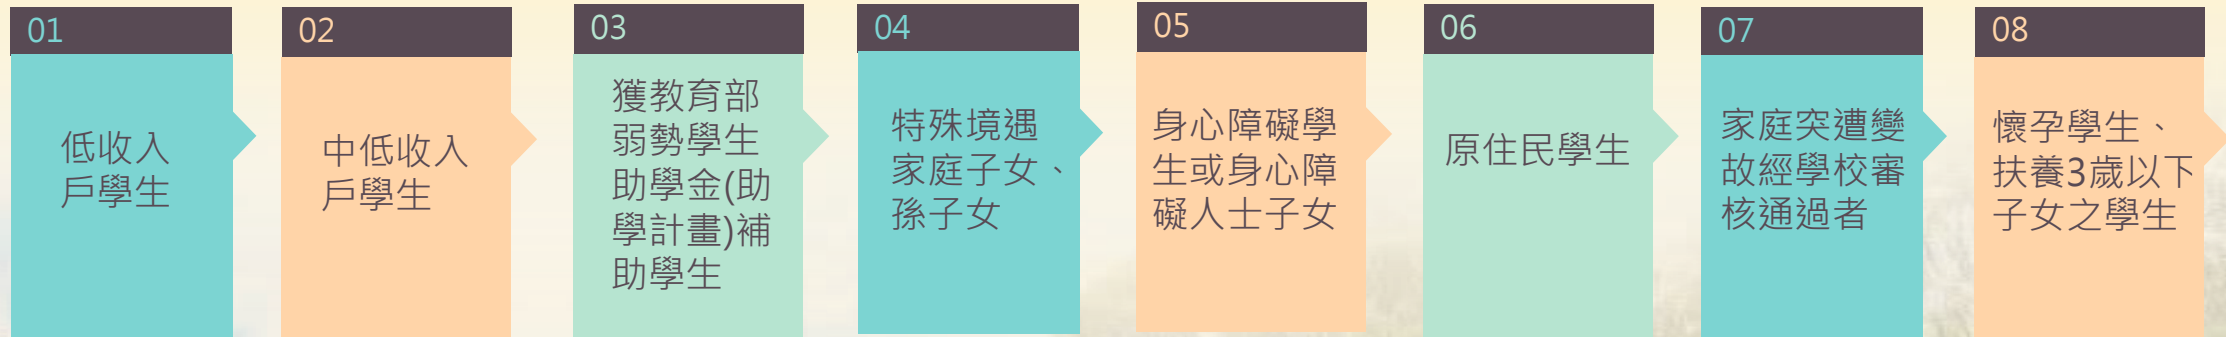 01
低收入
戶學生
02
中低收入
戶學生
03
獲教育部
弱勢學生
助學金(助
學計畫)補
助學生
04
特殊境遇
家庭子女、
孫子女
05
身心障礙學
生或身心障
礙人士子女
06
原住民學生
07
家庭突遭變
故經學校審
核通過者
08
懷孕學生、
扶養3歲以下
子女之學生